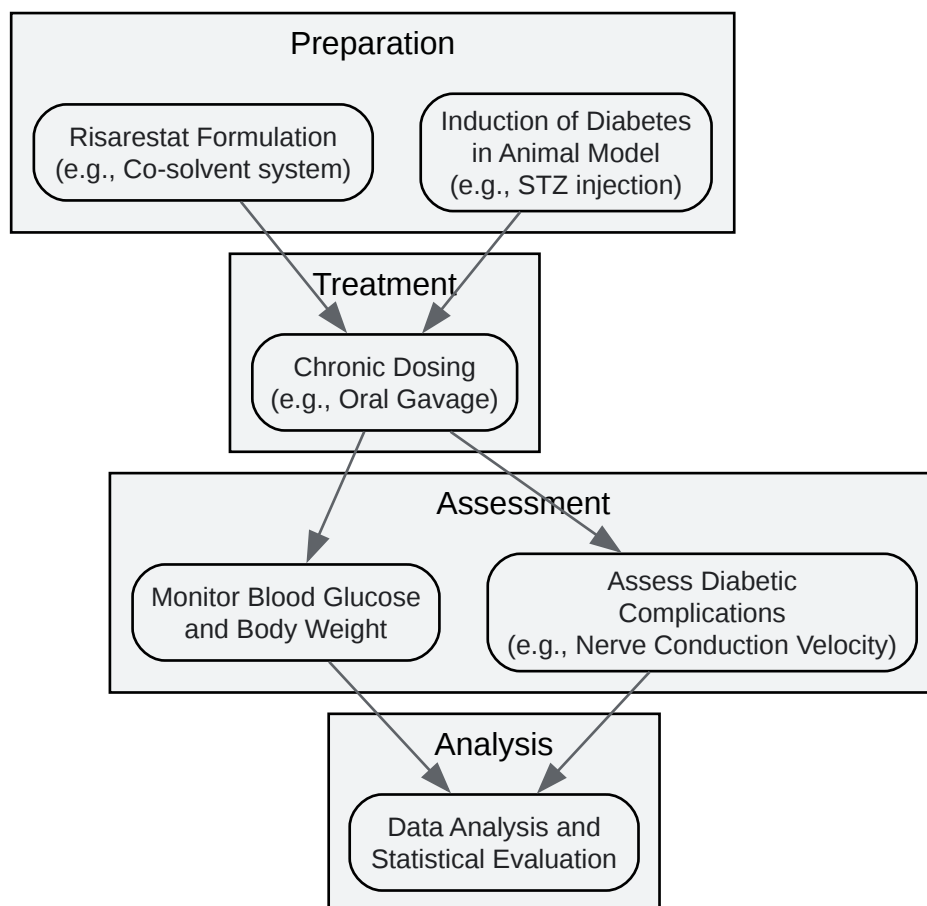 Preparation
Risarestat Formulation
(e.g., Co-solvent system)
Induction of Diabetes
in Animal Model
(e.g., STZ injection)
Treatment
Chronic Dosing
(e.g., Oral Gavage)
Assessment
Monitor Blood Glucose
and Body Weight
Assess Diabetic
Complications
(e.g., Nerve Conduction Velocity)
Analysis
Data Analysis and
Statistical Evaluation